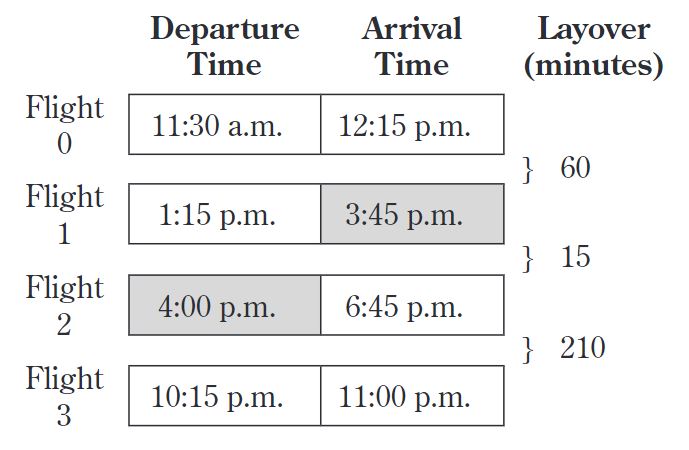 Departure Time
Arrival Time
Layover (minutes)
Flight 0
11:30 a.m.
12:15 p.m.
} 60
Flight 1
1:15 p.m.
3:45 p.m.
} 15
Flight 2
4:00 p.m.
6:45 p.m.
} 210
Flight 3
10:15 p.m.
11:00 p.m.